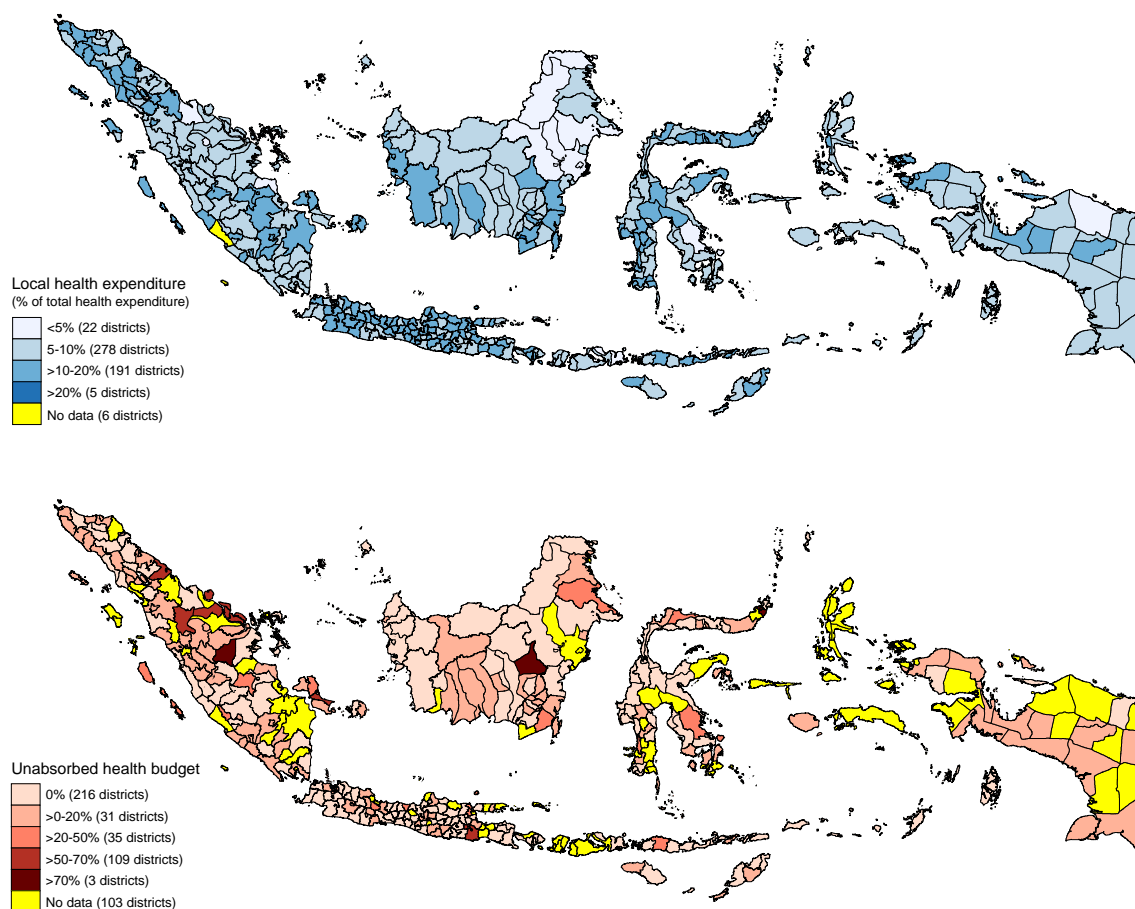 Local health expenditure
(% of total health expenditure)
<5% (22 districts)
5-10% (278 districts)
>10-20% (191 districts)
>20% (5 districts)
No data (6 districts)
Unabsorbed health budget
0% (216 districts)
>0-20% (31 districts)
>20-50% (35 districts)
>50-70% (109 districts)
>70% (3 districts)
No data (103 districts)